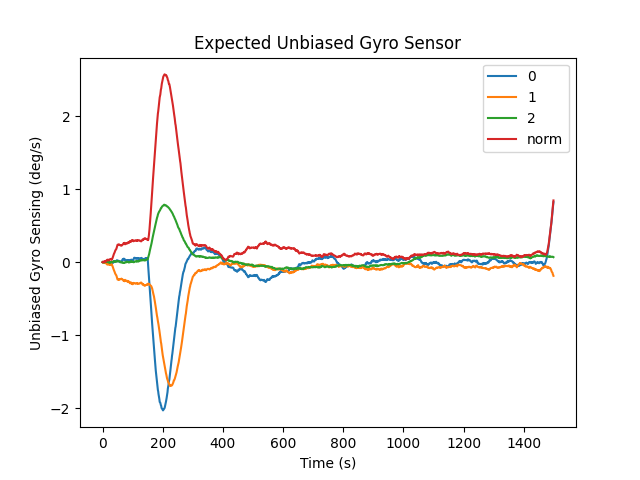 Expected Unbiased Gyro Sensor
Unbiased Gyro Sensing (deg/s)
2
1
0
−1
−2
0
1
2
norm
0 200 400 600 800 1000 1200 1400
Time (s)